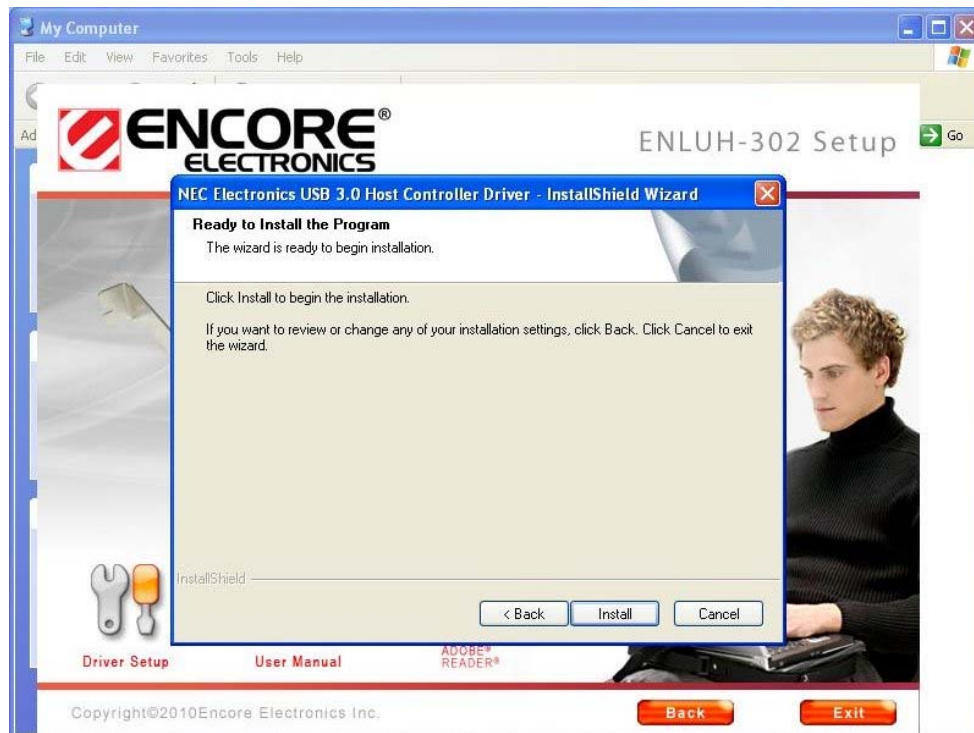 My Computer
File Edit View Favorites Tools Help
Ad
Go
ENCORE®
ELECTRONICS
ENLUH-302 Setup
NEC Electronics USB 3.0 Host Controller Driver - InstallShield Wizard
Ready to Install the Program
The wizard is ready to begin installation.
Click Install to begin the installation.
If you want to review or change any of your installation settings, click Back. Click Cancel to exit
the wizard.
InstallShield
< Back Install Cancel
Driver Setup
User Manual
ADOBE®
READER®
Copyright©2010Encore Electronics Inc.
Back
Exit